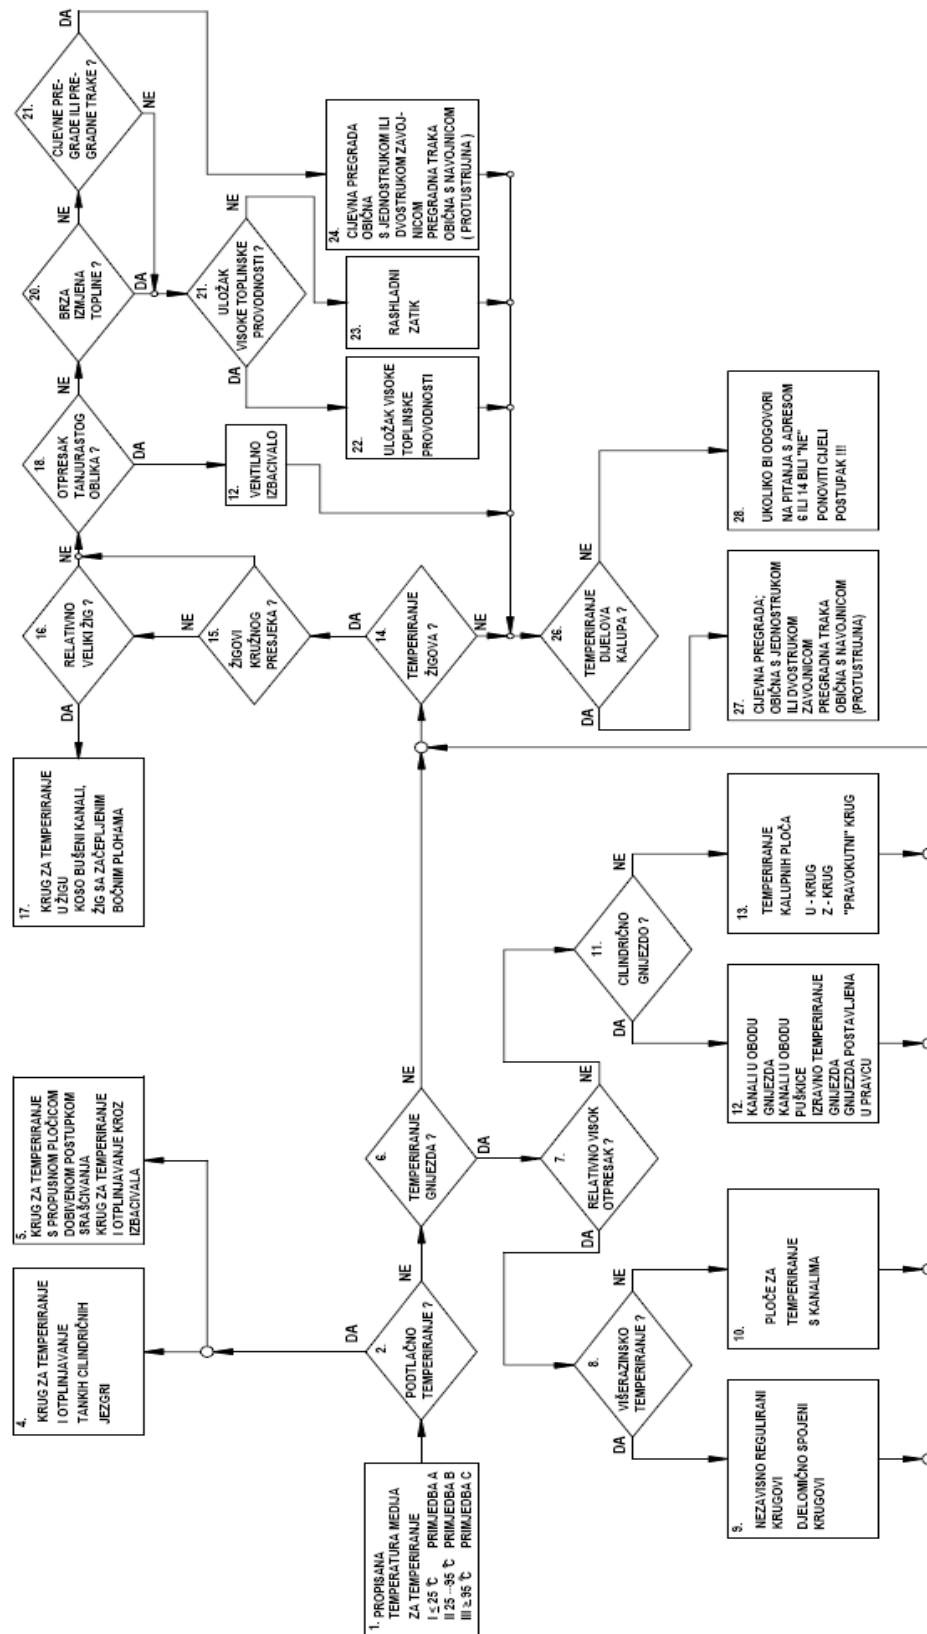 1. PROPISANA
TEMPERATURA MEDIJA
ZA TEMPERIRANJE
I ≤ 25 ℃ PRIMJEDBA A
II 25 --95 ℃ PRIMJEDBA B
III ≥ 95 ℃ PRIMJEDBA C
2.
PODTLAČNO
TEMPERIRANJE ?
DA
NE
4.
KRUG ZA TEMPERIRANJE
I OTPLINJAVANJE
TANKIH CILINDRIČNIH
JEZGRI
5.
KRUG ZA TEMPERIRANJE
S PROPUSNOM PLOČICOM
DOBIVENOM POSTUPKOM
SRAŠĆIVANJA
KRUG ZA TEMPERIRANJE
I OTPLINJAVANJE KROZ
IZBACIVALA
6.
TEMPERIRANJE
GNIJEZDA ?
NE
DA
7.
RELATIVNO VISOK
OTPRESAK ?
DA
NE
8.
VIŠERAZINSKO
TEMPERIRANJE ?
DA
NE
9.
NEZAVISNO REGULIRANI
KRUGOVI
DJELOMIČNO SPOJENI
KRUGOVI
10.
PLOČE ZA
TEMPERIRANJE
S KANALIMA
11.
CILINDRIČNO
GNIJEZDO ?
DA
NE
12.
KANALI U OBODU
GNIJEZDA
KANALI U OBODU
PUŠKICE
IZRAVNO TEMPERIRANJE
GNIJEZDA
GNIJEZDA POSTAVLJENA
U PRAVCU
13.
TEMPERIRANJE
KALUPNIH PLOČA
U - KRUG
Z - KRUG
"PRAVOKUTNI" KRUG
14.
TEMPERIRANJE
ŽIGOVA ?
DA
NE
15.
ŽIGOVI
KRUŽNOG
PRESJEKA ?
NE
16.
RELATIVNO
VELIKI ŽIG ?
DA
NE
17.
KRUG ZA TEMPERIRANJE
U ŽIGU
KOSO BUŠENI KANALI,
ŽIG SA ZAČEPLJENIM
BOČNIM PLOHAMA
18.
OTPRESAK
TANJURASTOG
OBLIKA ?
NE
DA
12.
VENTILNO
IZBACIVALO
20.
BRZA
IZMJENA
TOPLINE ?
NE
DA
21.
CIJEVNE PRE-
GRADE ILI PRE-
GRADNE TRAKE ?
DA
NE
21.
ULOŽAK
VISOKE TOPLINSKE
PROVODNOSTI ?
DA
NE
22.
ULOŽAK VISOKE
TOPLINSKE
PROVODNOSTI
23.
RASHLADNI
ZATIK
24.
CIJEVNA PREGRADA
OBIČNA
S JEDNOSTRUKOM ILI
DVOSTRUKOM ZAVOJ-
NICOM
PREGRADNA TRAKA
OBIČNA S NAVOJNICOM
( PROTUSTRUJNA )
26.
TEMPERIRANJE
DIJELOVA
KALUPA ?
DA
NE
27.
CIJEVNA PREGRADA;
OBIČNA S JEDNOSTRUKOM
ILI DVOSTRUKOM
ZAVOJNICOM
PREGRADNA TRAKA
OBIČNA S NAVOJNICOM
(PROTUSTRUJNA)
28.
UKOLIKO BI ODGOVORI
NA PITANJA S ADRESOM
6 ILI 14 BILI "NE"
PONOVITI CIJELI
POSTUPAK !!!